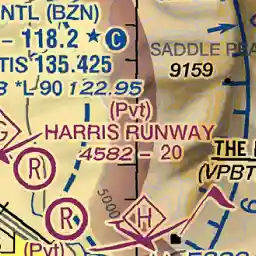 NTL (BZN)
- 118.2 * C
TIS 135.425
*L 90 122.95
SADDLE PEA
9159
(Pvt)
HARRIS RUNWAY
4582 - 20
G
R
THE
(VPBT
R
5000
H
(Pvt)